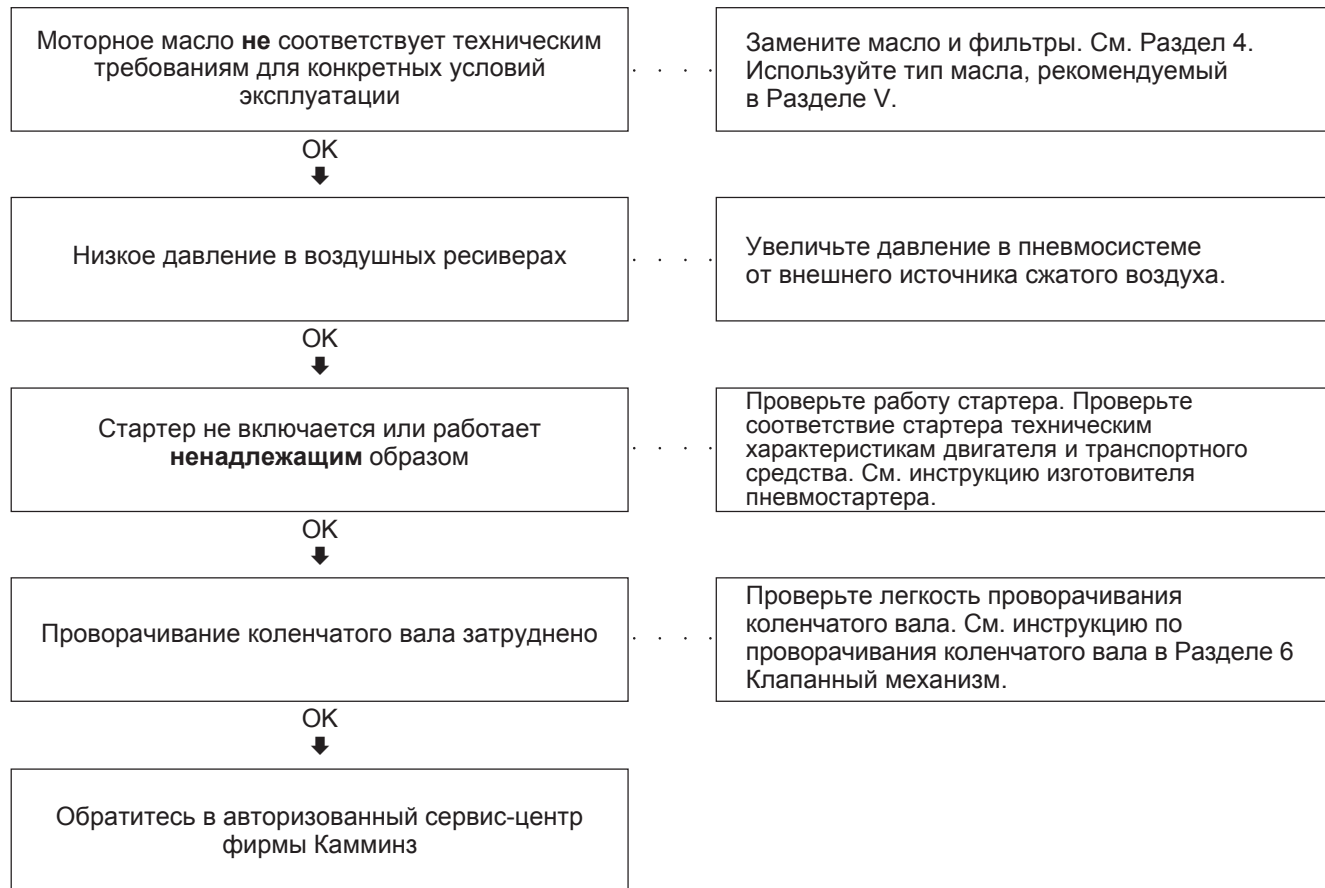 Моторное масло не соответствует техническим
требованиям для конкретных условий
эксплуатации
Замените масло и фильтры. См. Раздел 4.
Используйте тип масла, рекомендуемый
в Разделе V.
OK
Низкое давление в воздушных ресиверах
Увеличьте давление в пневмосистеме
от внешнего источника сжатого воздуха.
OK
Стартер не включается или работает
ненадлежащим образом
Проверьте работу стартера. Проверьте
соответствие стартера техническим
характеристикам двигателя и транспортного
средства. См. инструкцию изготовителя
пневмостартера.
OK
Проворачивание коленчатого вала затруднено
Проверьте легкость проворачивания
коленчатого вала. См. инструкцию по
проворачивания коленчатого вала в Разделе 6
Клапанный механизм.
OK
Обратитесь в авторизованный сервис-центр
фирмы Камминз